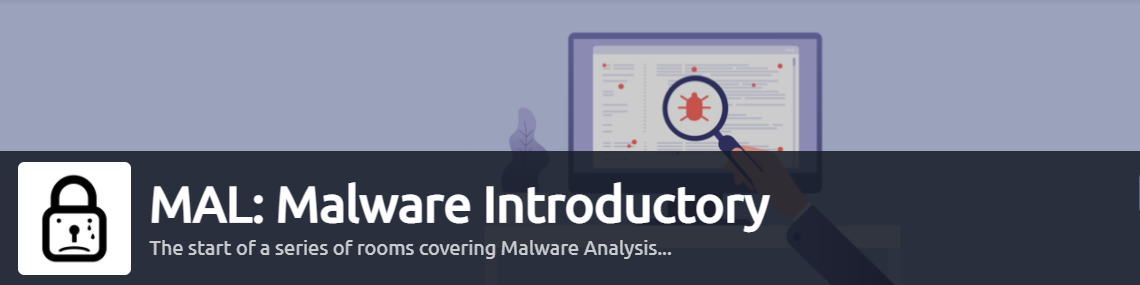 MAL: Malware Introductory
The start of a series of rooms covering Malware Analysis...